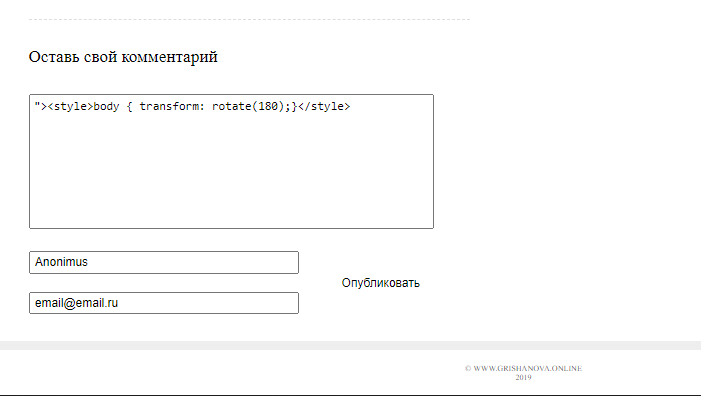 Оставь свой комментарий
"><style>body { transform: rotate(180);}</style>
Anonimus
Опубликовать
email@email.ru
© WWW.GRISHANOVA.ONLINE
2019